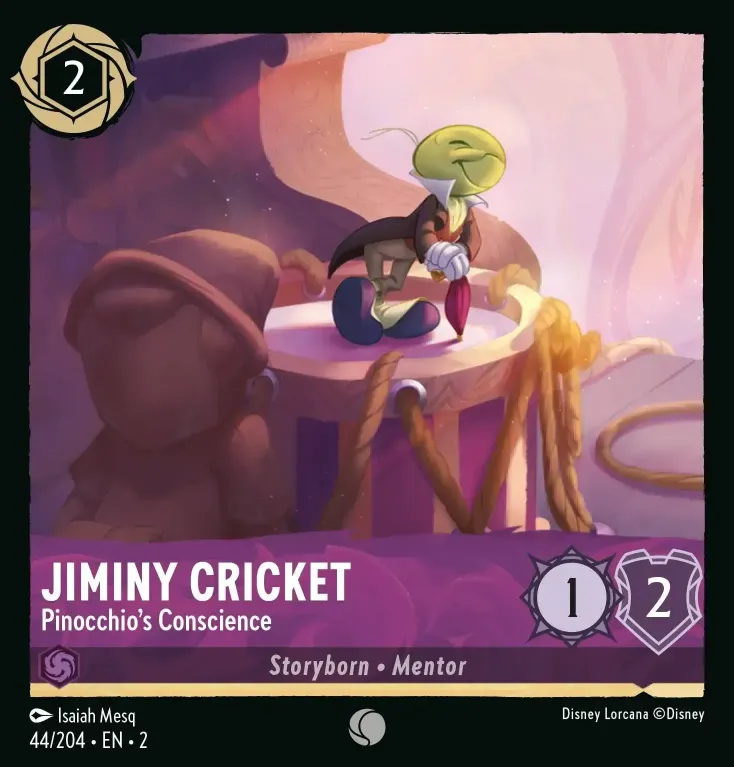 2
JIMINY CRICKET
Pinocchio's Conscience
1 2
Storyborn • Mentor
Isaiah Mesq
Disney Lorcana ©Disney
44/204 • EN • 2